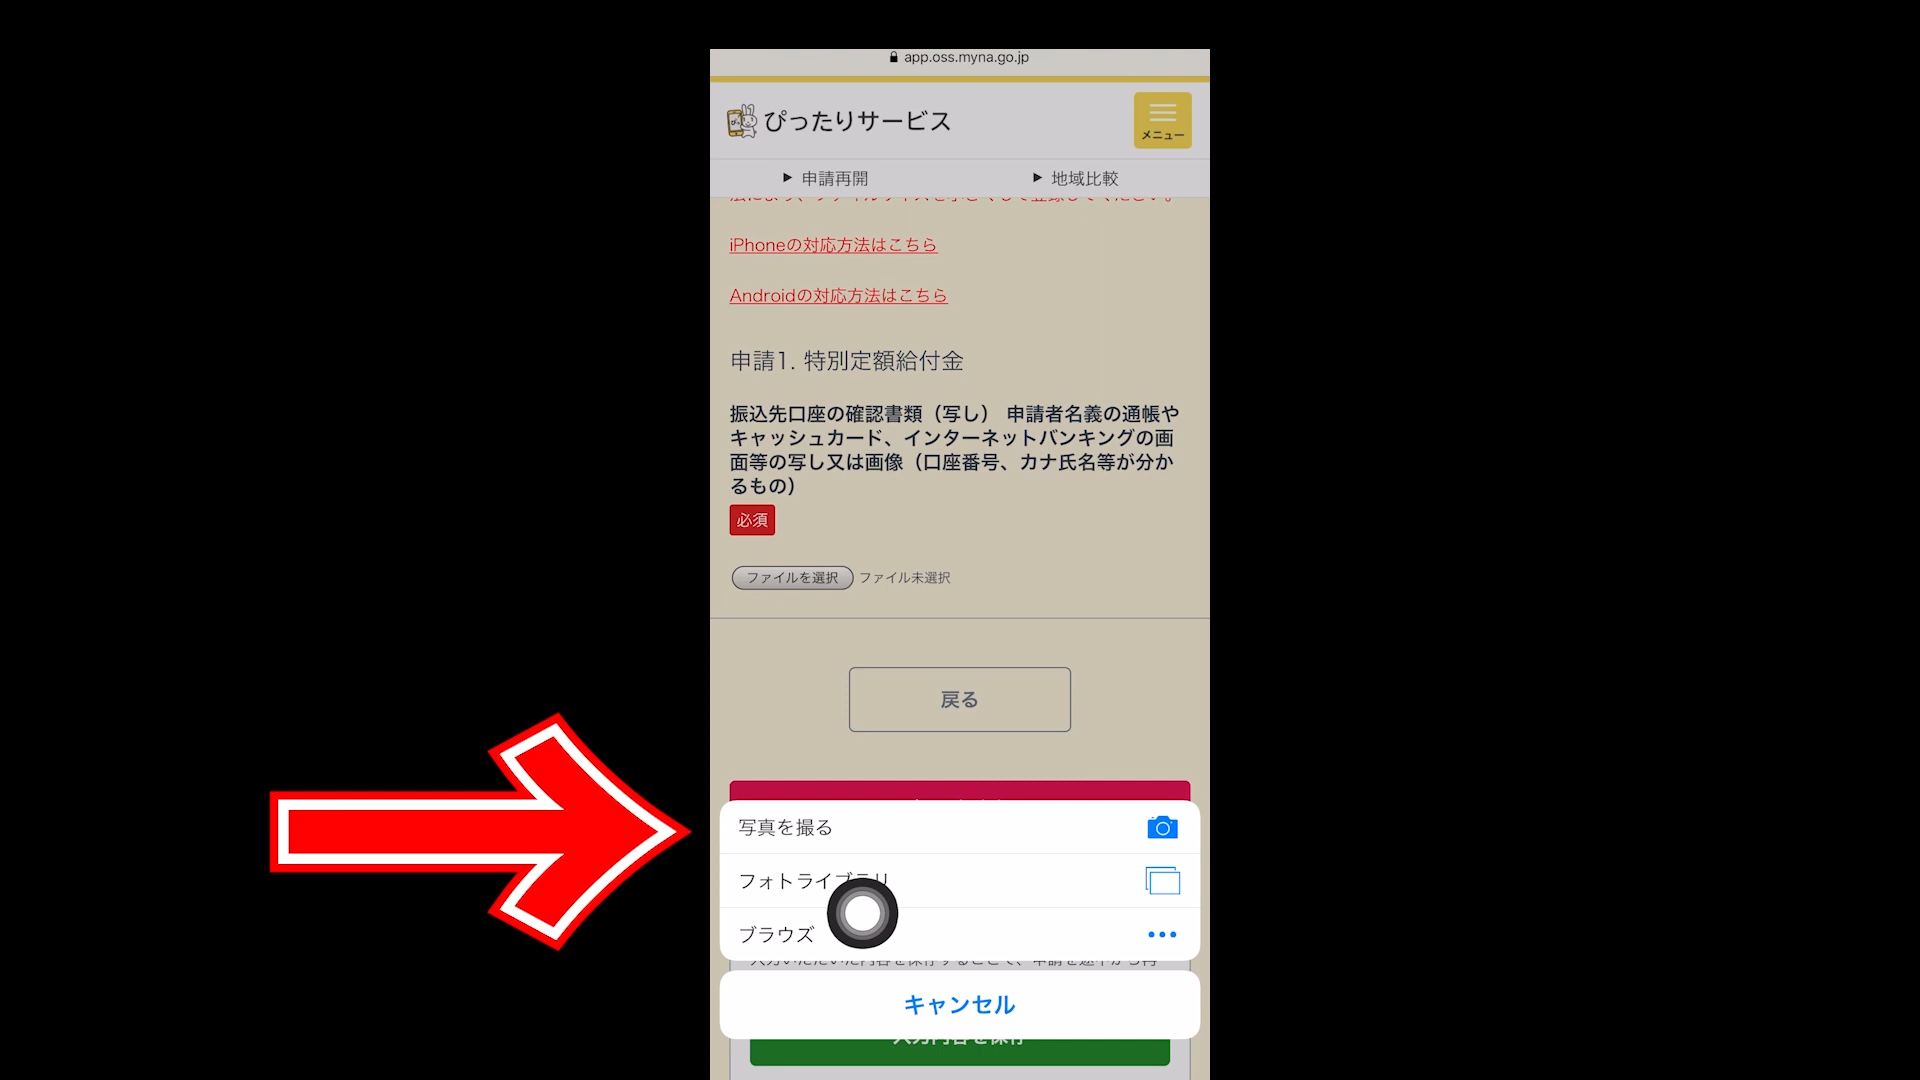 app.oss.myna.go.jp
ぴったりサービス
メニュー
申請再開
地域比較
iPhoneの対応方法はこちら
Androidの対応方法はこちら
申請1. 特別定額給付金
振込先口座の確認書類（写し） 申請者名義の通帳や
キャッシュカード、インターネットバンキングの画
面等の写し又は画像（口座番号、カナ氏名等が分か
るもの）
必須
ファイルを選択 ファイル未選択
戻る
写真を撮る
フォトライブラリ
ブラウズ
キャンセル